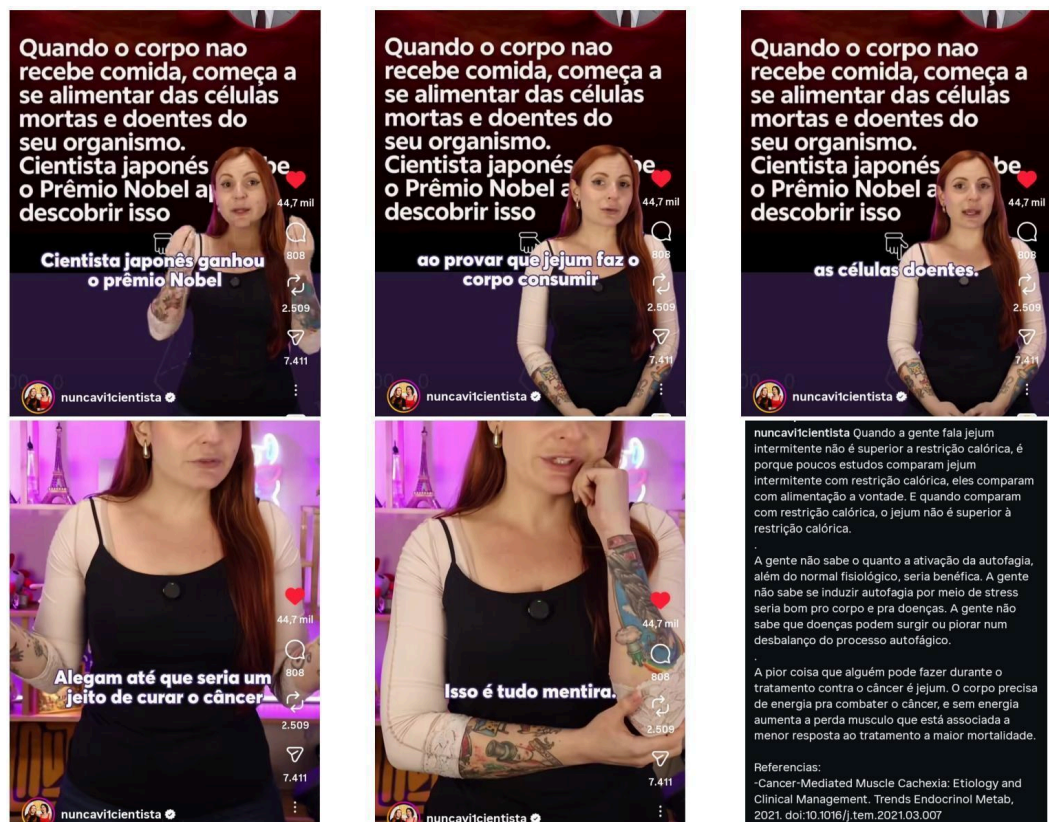 Quando o corpo nao
recebe comida, começa a
se alimentar das células
mortas e doentes do
seu organismo.
Cientista japonés be
o Prêmio Nobel ap
descobrir isso
44,7 mil
Cientista japonês ganhou
o prêmio Nobel
808
2.509
7.411
nuncavi1cientista
Quando o corpo nao
recebe comida, começa a
se alimentar das células
mortas e doentes do
seu organismo.
Cientista japonés be
o Prêmio Nobel a
descobrir isso
44,7 mil
ao provar que jejum faz o
corpo consumir
808
2.509
7.411
nuncavi1cientista
Quando o corpo nao
recebe comida, começa a
se alimentar das células
mortas e doentes do
seu organismo.
Cientista japonés be
o Prêmio Nobel a
descobrir isso
44,7 mil
as células doentes.
808
2.509
7.411
nuncavi1cientista
44,7 mil
808
Alegam até que seria um
jeito de curar o câncer
2.509
7.411
nuncavi1cientista
44,7 mil
808
Isso é tudo mentira.
2.509
7.411
nuncavi1cientista
nuncavi1cientista Quando a gente fala jejum
intermitente não é superior a restrição calórica, é
porque poucos estudos comparam jejum
intermitente com restrição calórica, eles comparam
com alimentação a vontade. E quando comparam
com restrição calórica, o jejum não é superior à
restrição calórica.
.
A gente não sabe o quanto a ativação da autofagia,
além do normal fisiológico, seria benéfica. A gente
não sabe se induzir autofagia por meio de stress
seria bom pro corpo e pra doenças. A gente não
sabe que doenças podem surgir ou piorar num
desbalanço do processo autofágico.
.
A pior coisa que alguém pode fazer durante o
tratamento contra o câncer é jejum. O corpo precisa
de energia pra combater o câncer, e sem energia
aumenta a perda musculo que está associada a
menor resposta ao tratamento a maior mortalidade.
Referencias:
-Cancer-Mediated Muscle Cachexia: Etiology and
Clinical Management. Trends Endocrinol Metab,
2021. doi:10.1016/j.tem.2021.03.007